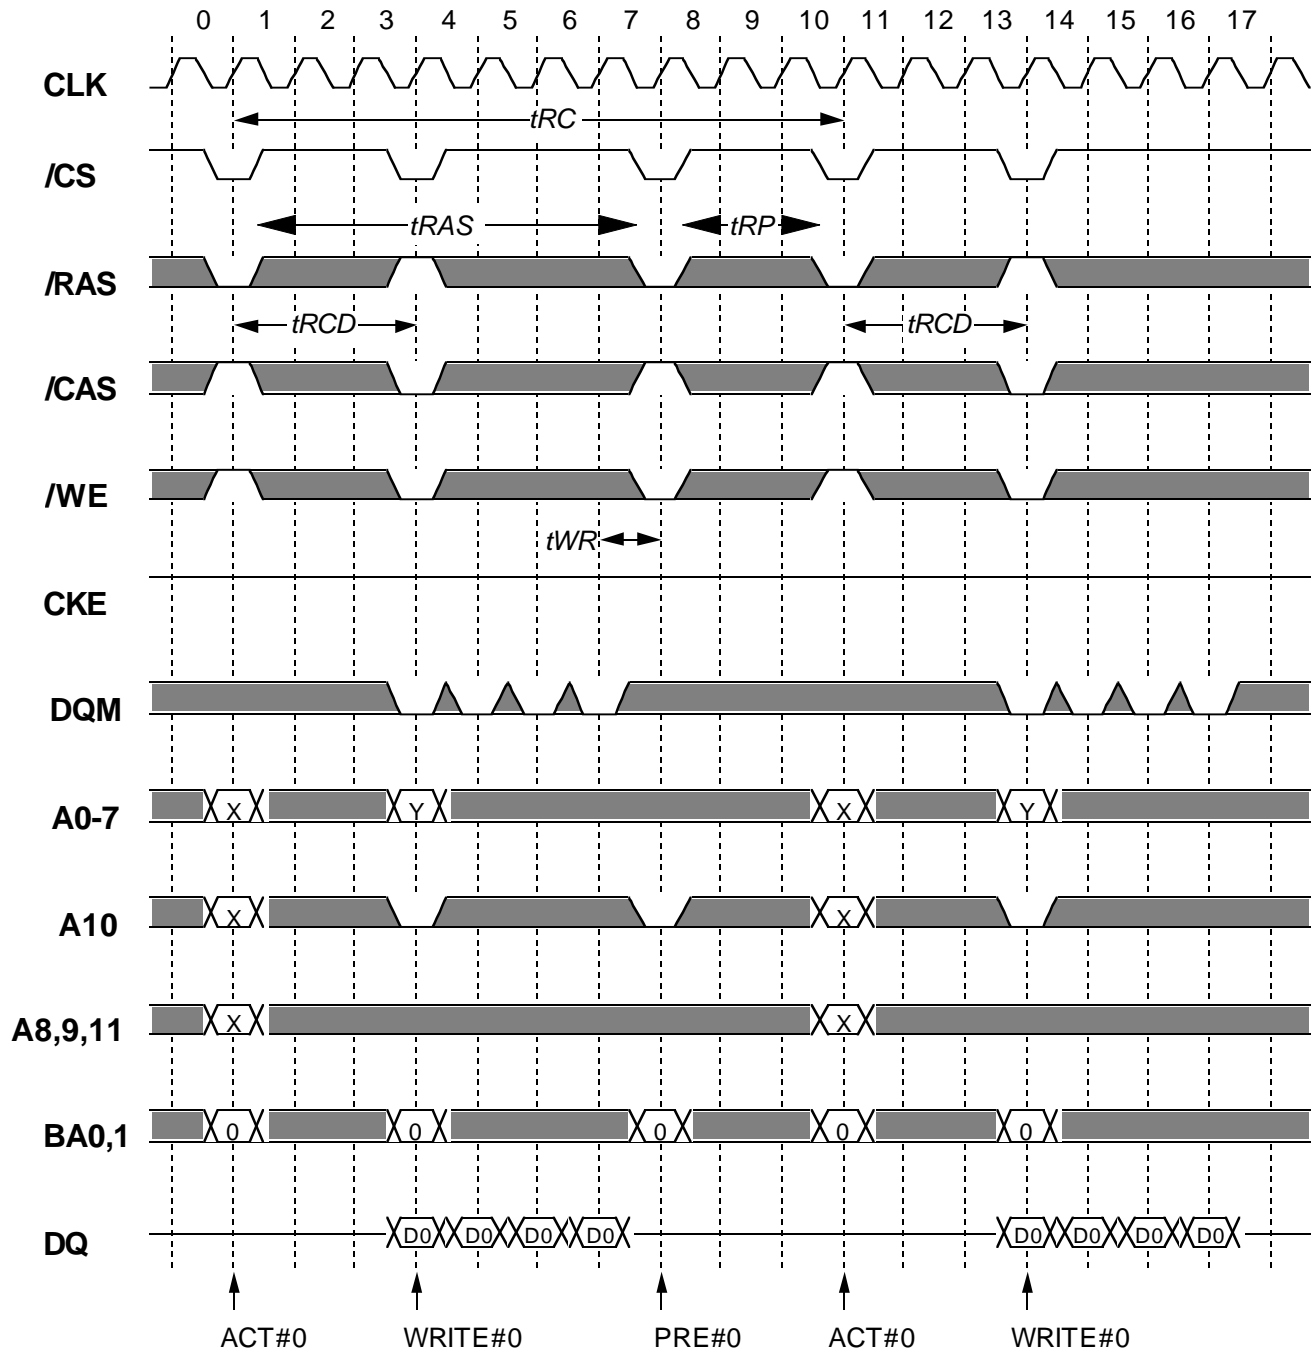 0 1 2 3 4 5 6 7 8 9 10 11 12 13 14 15 16 17
CLK
tRC
/CS
tRAS tRP
/RAS
tRCD tRCD
/CAS
/WE
tWR
CKE
DQM
A0-7 X Y X Y
A10 X X
A8,9,11 X X
BA0,1 0 0 0 0 0
DQ D0 D0 D0 D0 D0 D0 D0 D0
ACT#0 WRITE#0 PRE#0 ACT#0 WRITE#0